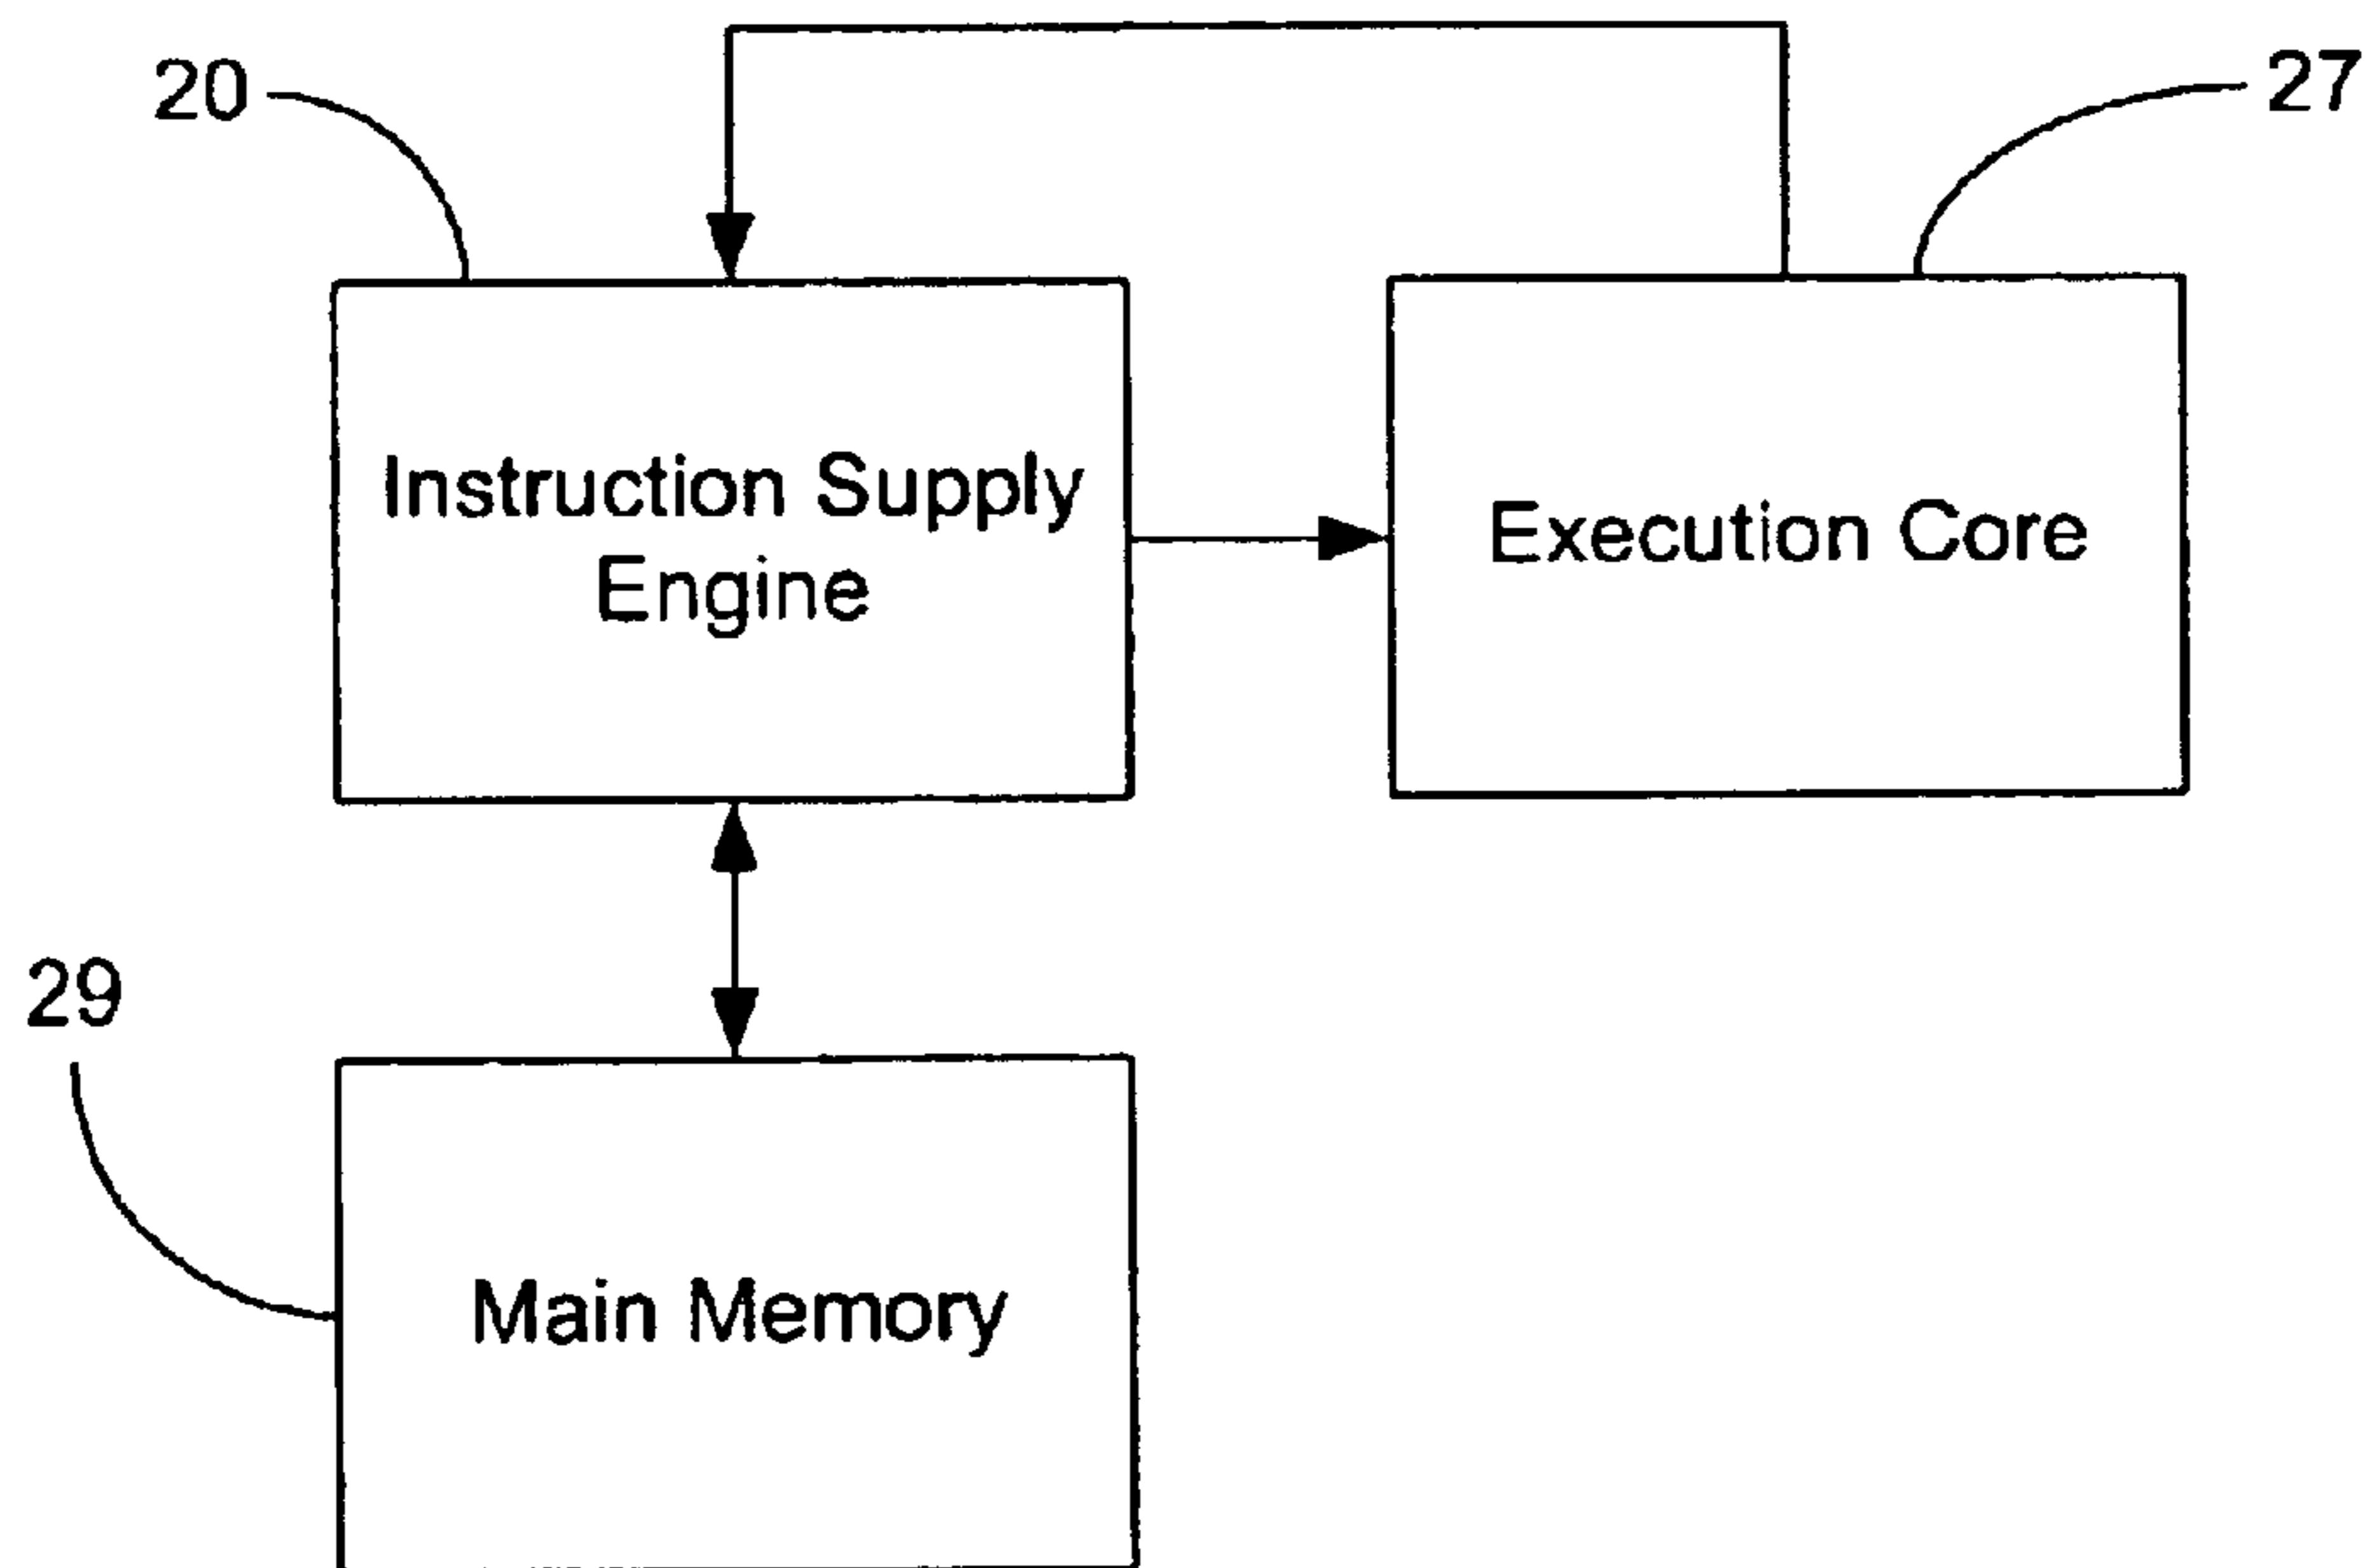 20
27
Instruction Supply
Engine
Execution Core
29
Main Memory